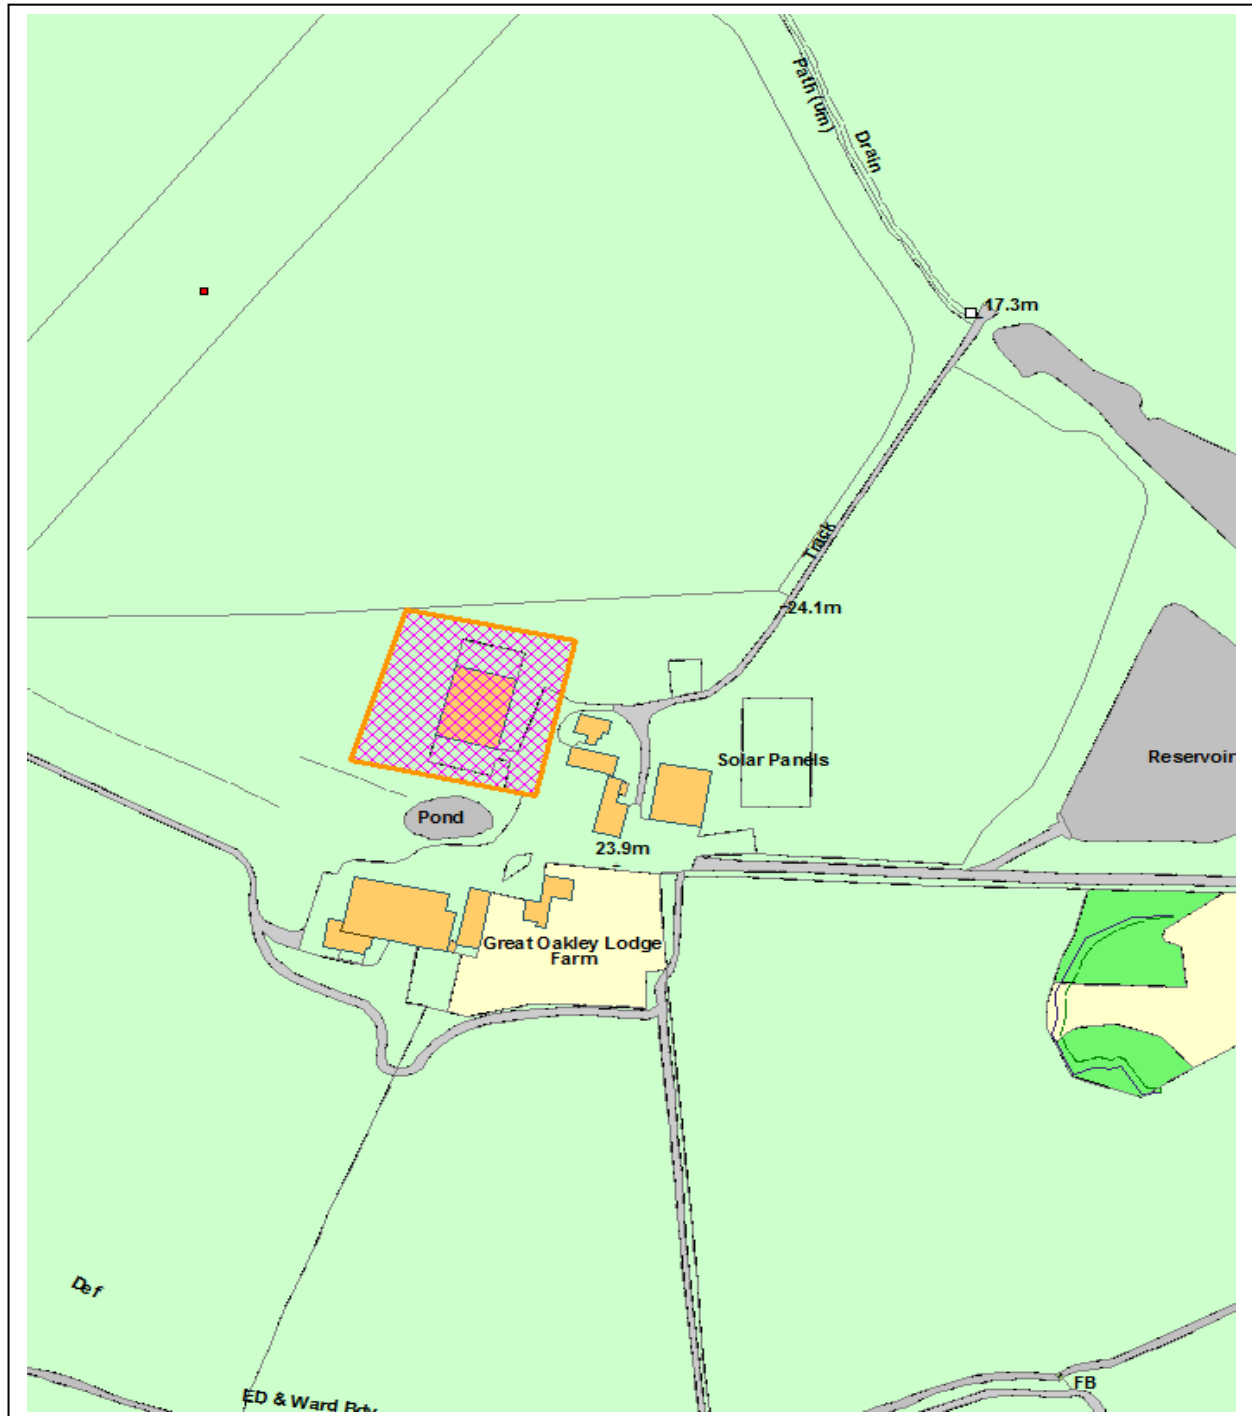 Path (um)
Drain
17.3m
Track
24.1m
Solar Panels
Reservoir
Pond
23.9m
Great Oakley Lodge
Farm
Def
ED & Ward Bdy
FB